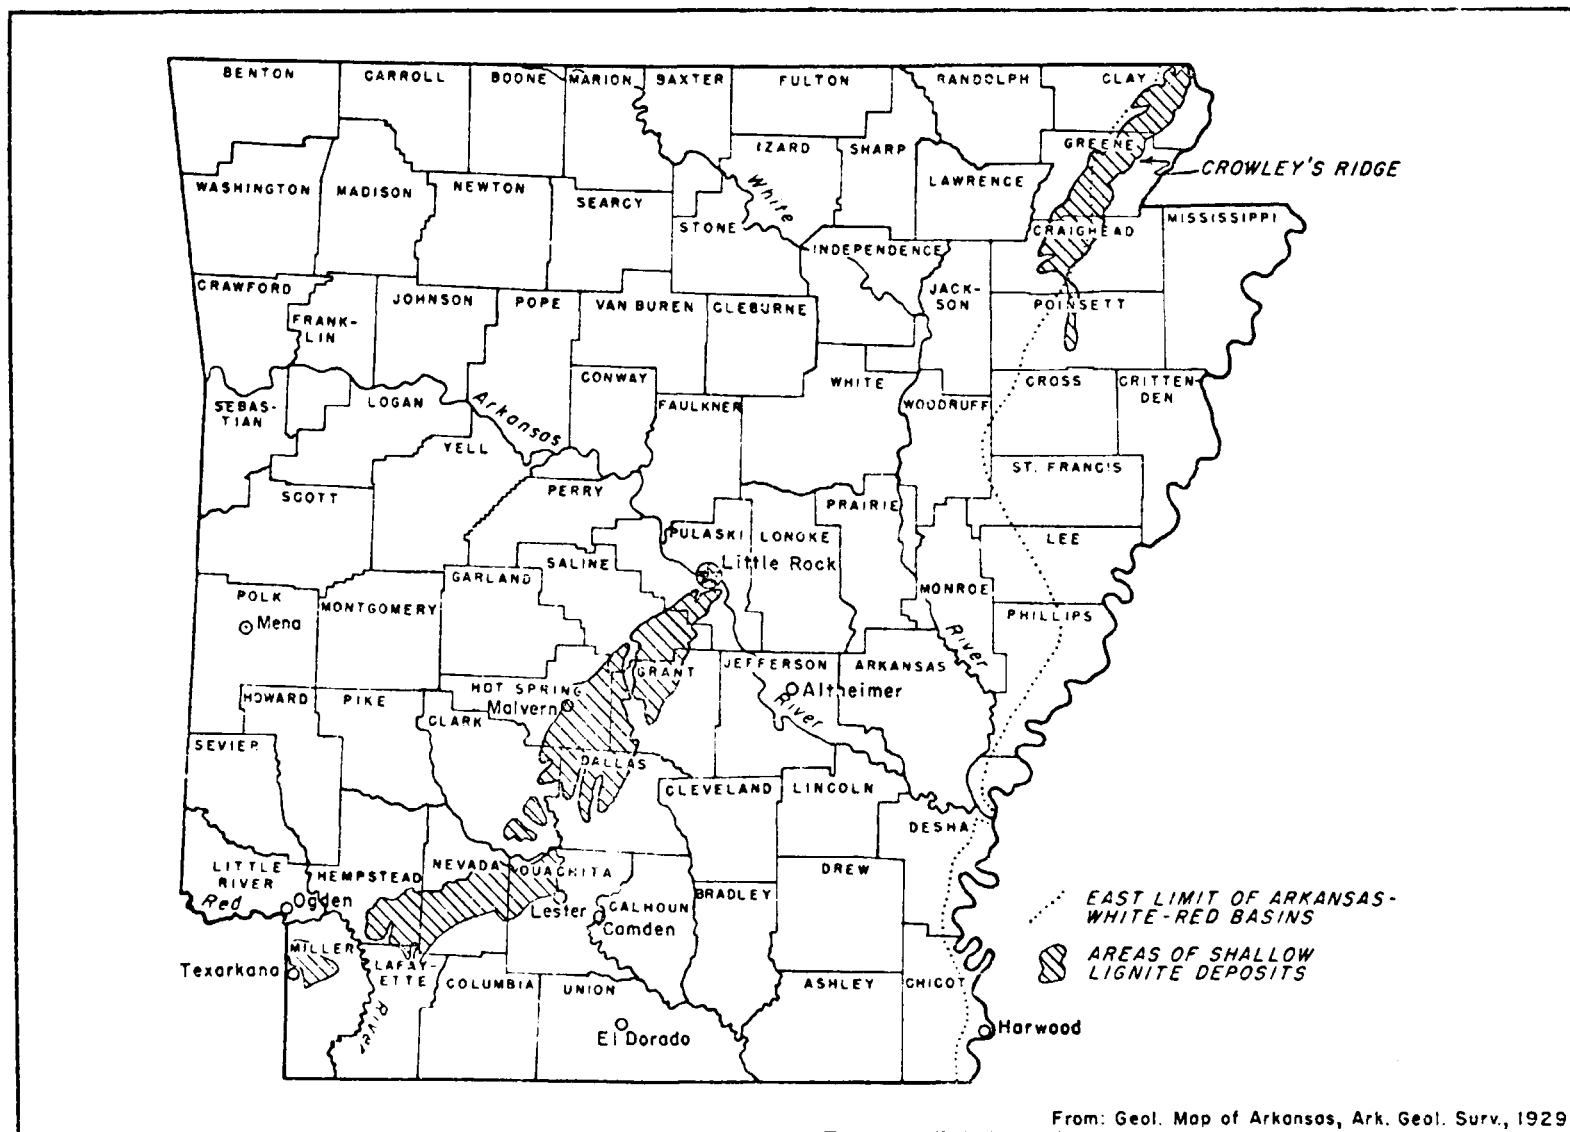 BENTON
CARROLL
BOONE
MARION
BAXTER
FULTON
RANDOLPH
CLAY
IZARD
SHARP
GREENE
CROWLEY'S RIDGE
WASHINGTON
MADISON
NEWTON
SEARCY
LAWRENCE
White
STONE
INDEPENDENCE
CRAIGHEAD
MISSISSIPPI
CRAWFORD
JOHNSON
POPE
VAN BUREN
CLEBURNE
JACK-
SON
POINSETT
FRANK-
LIN
CONWAY
WHITE
CROSS
CRITTEN-
DEN
SEBAS-
TIAN
LOGAN
Arkansas
FAULKNER
WOODRUFF
YELL
ST. FRANCIS
SCOTT
PERRY
PRAIRIE
PULASKI
LONOKE
LEE
SALINE
Little Rock
GARLAND
MONROE
POLK
MONTGOMERY
PHILLIPS
Mena
River
GRANT
JEFFERSON
ARKANSAS
HOT SPRING
Altheimer
HOWARD
PIKE
Malvern
River
CLARK
SEVIER
DALLAS
CLEVELAND
LINCOLN
DESHA
LITTLE
RIVER
HEMPSTEAD
NEVADA
OUACHITA
DREW
Red
Ogden
BRADLEY
Lester
CALHOUN
Camden
EAST LIMIT OF ARKANSAS-
WHITE-RED BASINS
MILLER
AREAS OF SHALLOW
LIGNITE DEPOSITS
Texarkana
LAFAY-
ETTE
COLUMBIA
UNION
ASHLEY
CHICOT
River
El Dorado
Harwood
From: Geol. Map of Arkansas, Ark. Geol. Surv., 1929